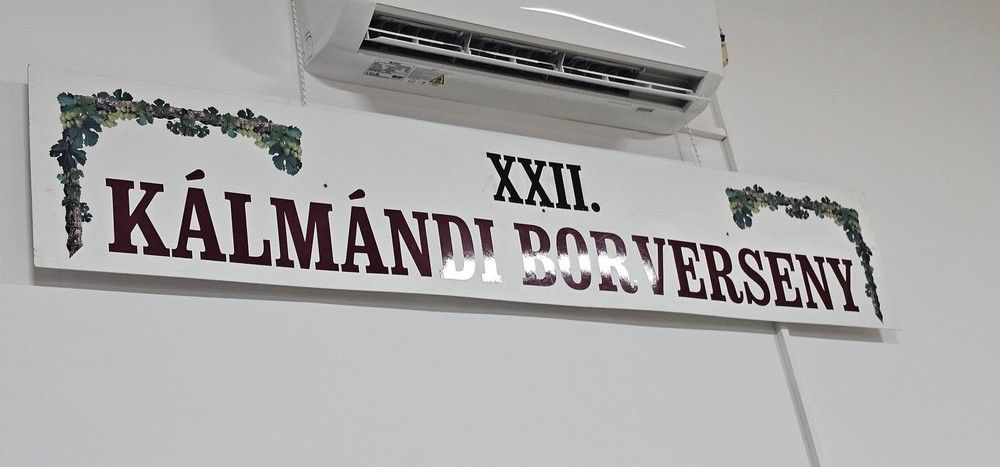 XXII.
KÁLMÁNDI BORVERSENY